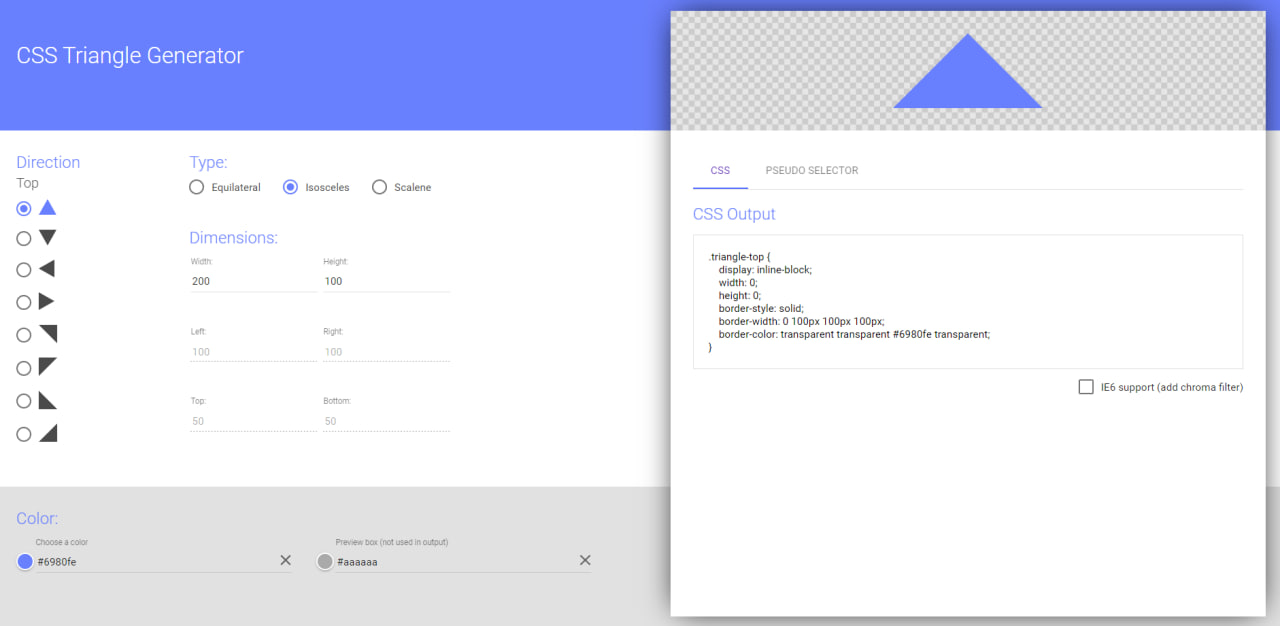 CSS Triangle Generator
Direction
Top
Type:
Equilateral Isosceles Scalene
Dimensions:
Width: Height:
200 100
Left: Right:
100 100
Top: Bottom:
50 50
Color:
Choose a color Preview box (not used in output)
#6980fe #aaaaaa
CSS PSEUDO SELECTOR
CSS Output
.triangle-top {
display: inline-block;
width: 0;
height: 0;
border-style: solid;
border-width: 0 100px 100px 100px;
border-color: transparent transparent #6980fe transparent;
}
IE6 support (add chroma filter)